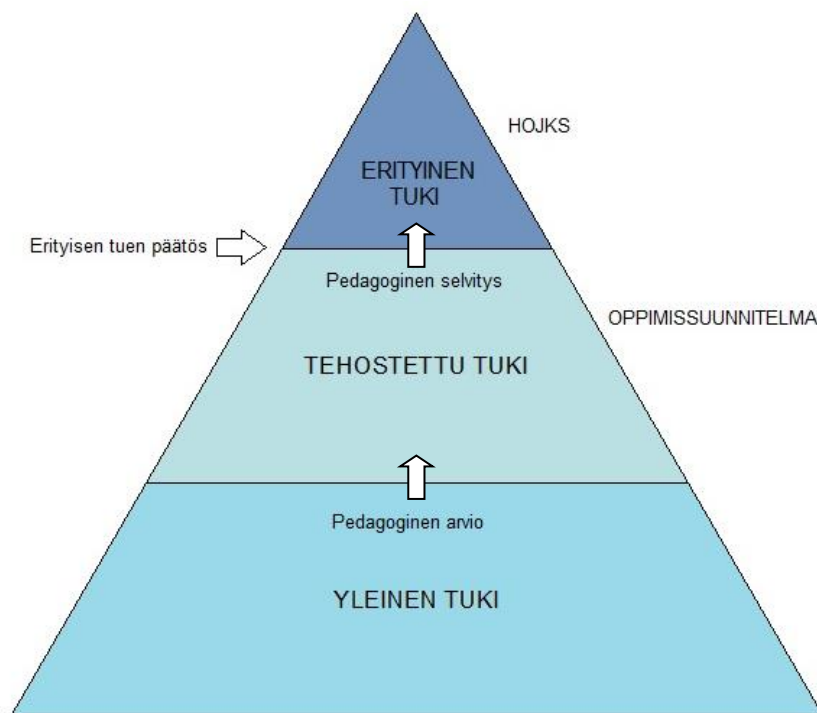 HOJKS
ERITYINEN
TUKI
Erityisen tuen päätös
Pedagoginen selvitys
OPPIMISSUUNNITELMA
TEHOSTETTU TUKI
Pedagoginen arvio
YLEINEN TUKI